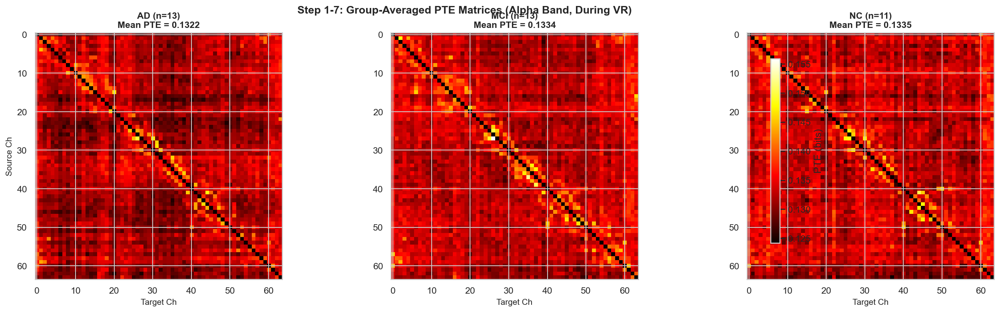 Step 1-7: Group-Averaged PTE Matrices (Alpha Band, During VR)
AD (n=13)
Mean PTE = 0.1322
0
10
20
30
40
50
60
Source Ch
0 10 20 30 40 50 60
Target Ch
MCI (n=13)
Mean PTE = 0.1334
0
10
20
30
40
50
60
0 10 20 30 40 50 60
Target Ch
NC (n=11)
Mean PTE = 0.1335
0
10
20
30
40
50
60
0 10 20 30 40 50 60
Target Ch
0.155
0.150
0.145
0.140
0.135
0.130
0.125
PTE (bits)